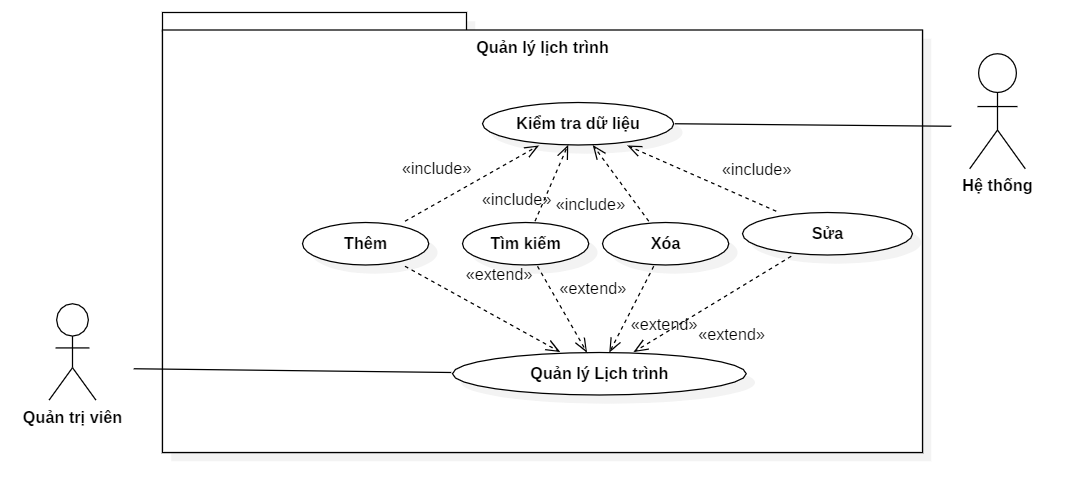 Quản lý lịch trình
Kiểm tra dữ liệu
Hệ thống
«include»
«include»
«include»
«include»
Thêm
Tìm kiếm
Xóa
Sửa
«extend»
«extend»
«extend»
«extend»
Quản lý Lịch trình
Quản trị viên